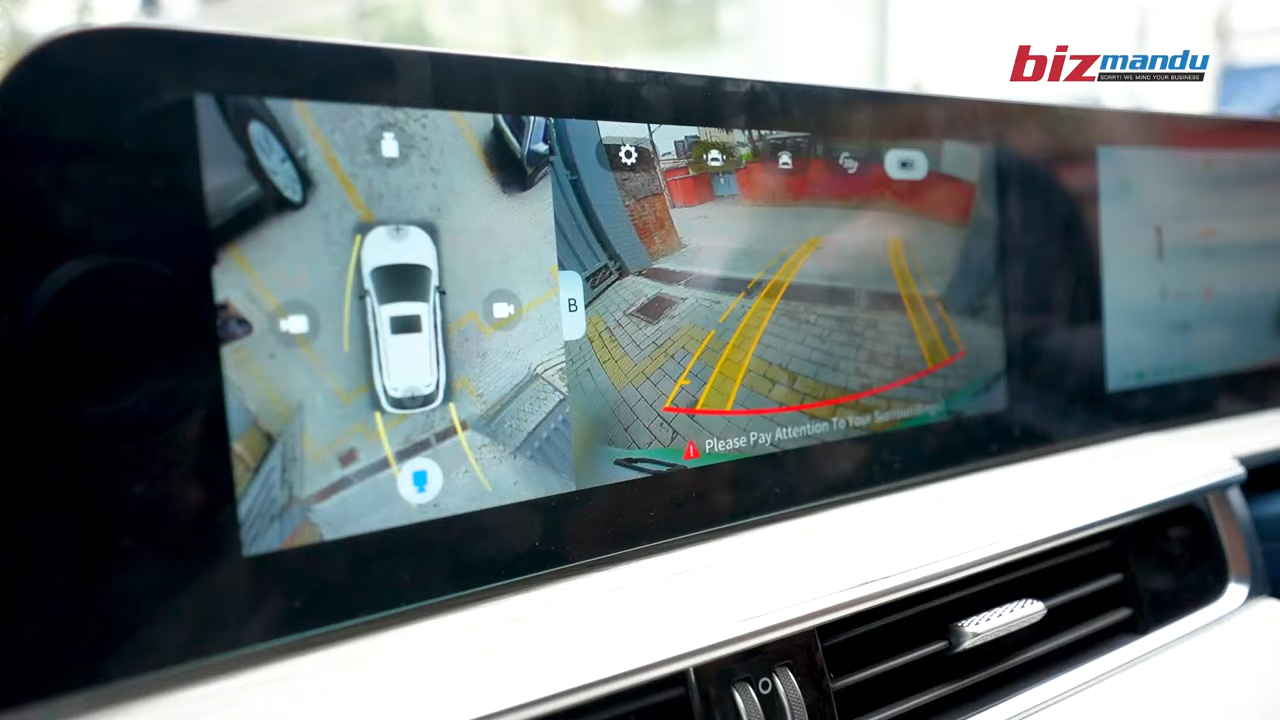 bizmandu
SORRY! WE MIND YOUR BUSINESS
B
Please Pay Attention To Your Surroundings!